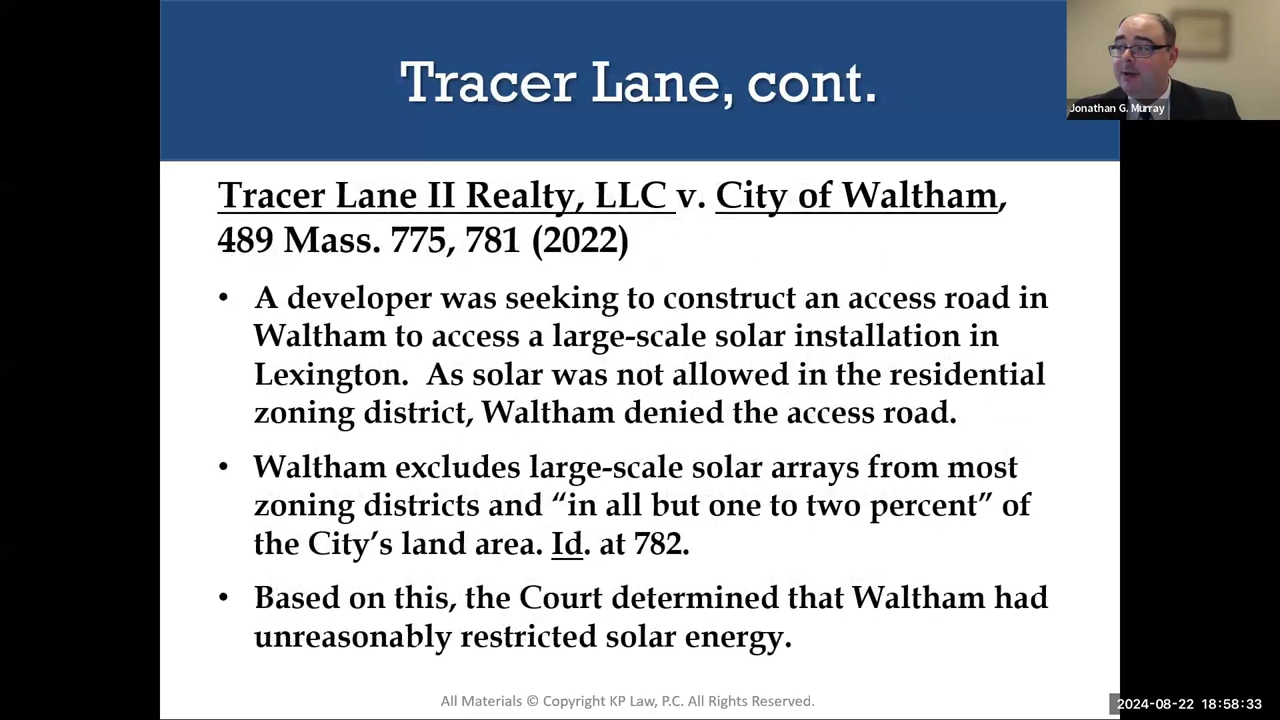 Tracer Lane, cont.
Jonathan G. Murray
Tracer Lane II Realty, LLC v. City of Waltham,
489 Mass. 775, 781 (2022)
• A developer was seeking to construct an access road in
Waltham to access a large-scale solar installation in
Lexington.  As solar was not allowed in the residential
zoning district, Waltham denied the access road.
• Waltham excludes large-scale solar arrays from most
zoning districts and “in all but one to two percent” of
the City’s land area. Id. at 782.
• Based on this, the Court determined that Waltham had
unreasonably restricted solar energy.
All Materials © Copyright KP Law, P.C. All Rights Reserved.
2024-08-22 18:58:33